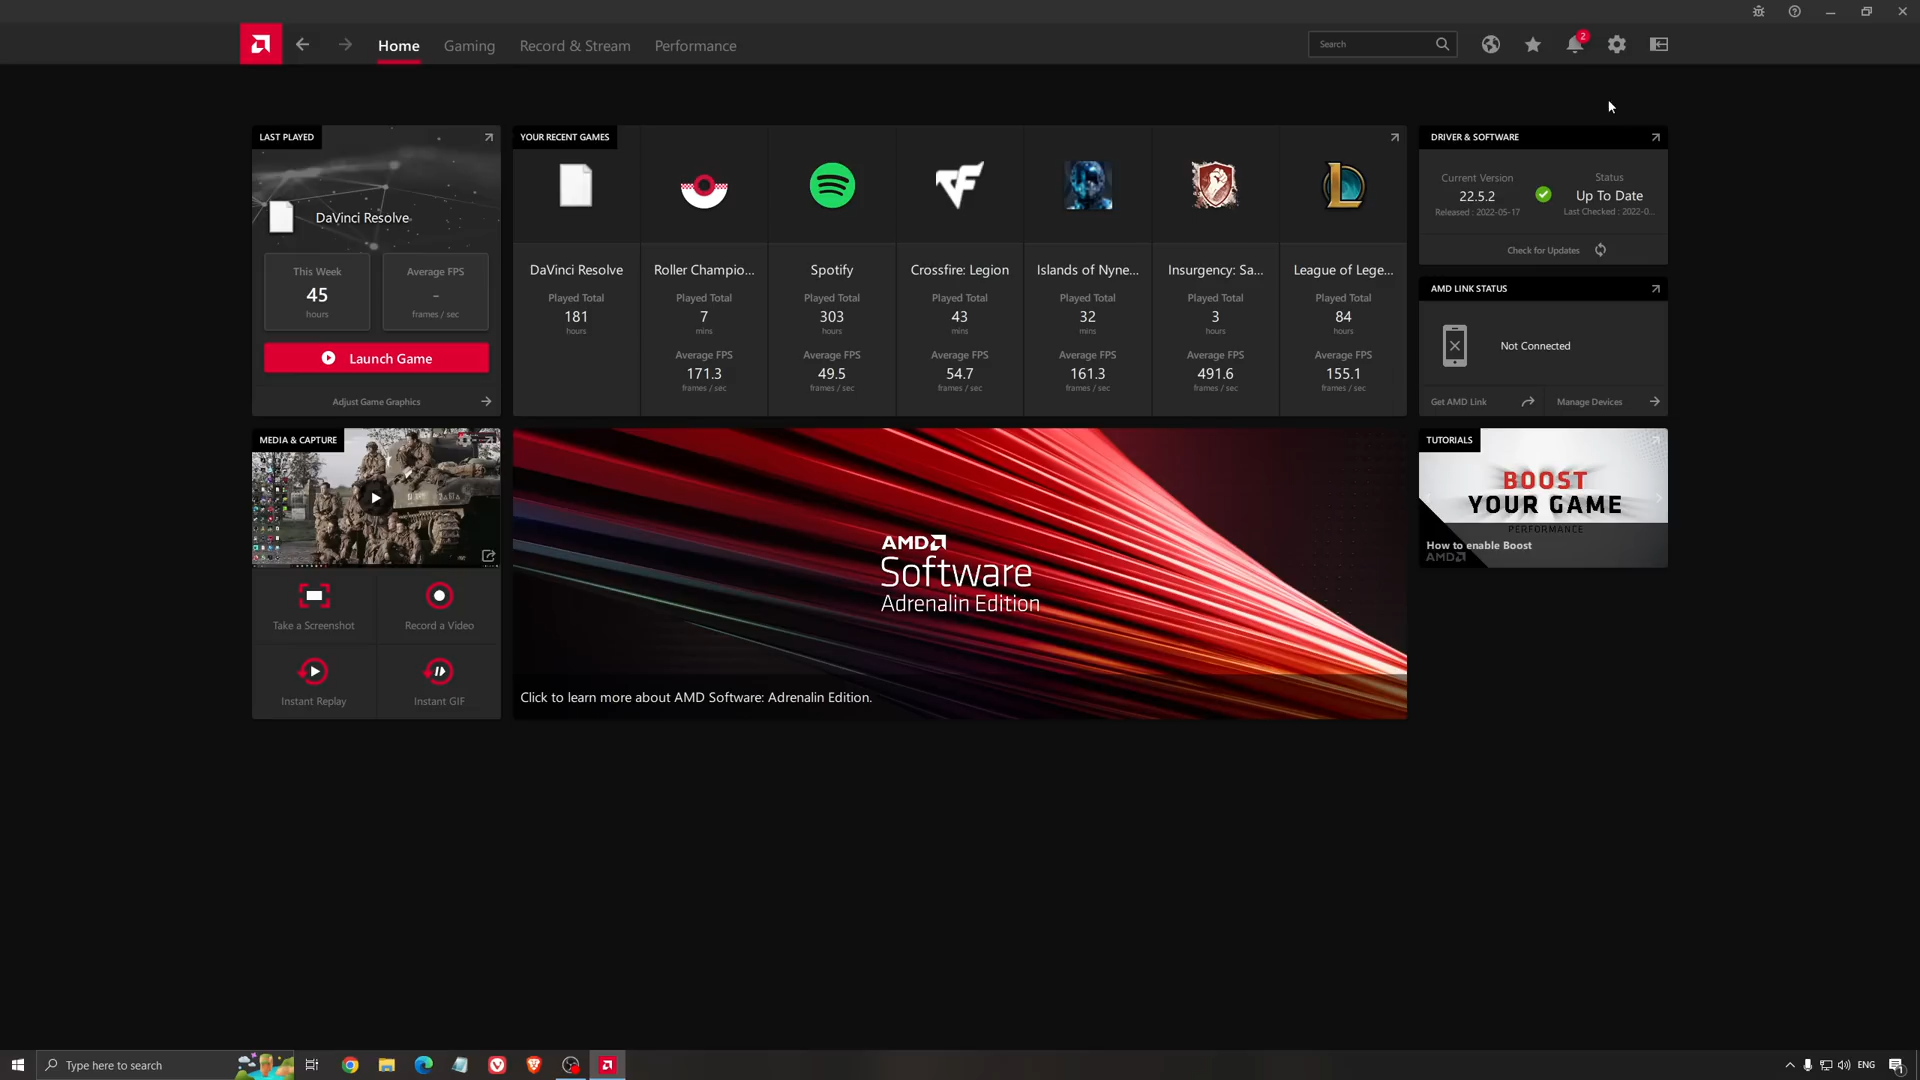 Home
Gaming
Record & Stream
Performance
Search
2
LAST PLAYED
DaVinci Resolve
This Week
45
hours
Average FPS
–
frames / sec
Launch Game
Adjust Game Graphics
YOUR RECENT GAMES
DaVinci Resolve
Played Total
181
hours
Roller Champio...
Played Total
7
mins
Average FPS
171.3
frames / sec
Spotify
Played Total
303
hours
Average FPS
49.5
frames / sec
Crossfire: Legion
Played Total
43
mins
Average FPS
54.7
frames / sec
Islands of Nyne...
Played Total
32
mins
Average FPS
161.3
frames / sec
Insurgency: Sa...
Played Total
3
hours
Average FPS
491.6
frames / sec
League of Lege...
Played Total
84
hours
Average FPS
155.1
frames / sec
DRIVER & SOFTWARE
Current Version
22.5.2
Released : 2022-05-17
Status
Up To Date
Last Checked : 2022-0...
Check for Updates
AMD LINK STATUS
Not Connected
Get AMD Link
Manage Devices
MEDIA & CAPTURE
Take a Screenshot
Record a Video
Instant Replay
Instant GIF
AMD
Software
Adrenalin Edition
Click to learn more about AMD Software: Adrenalin Edition.
TUTORIALS
BOOST
YOUR GAME
PERFORMANCE
How to enable Boost
AMD
Type here to search
ENG